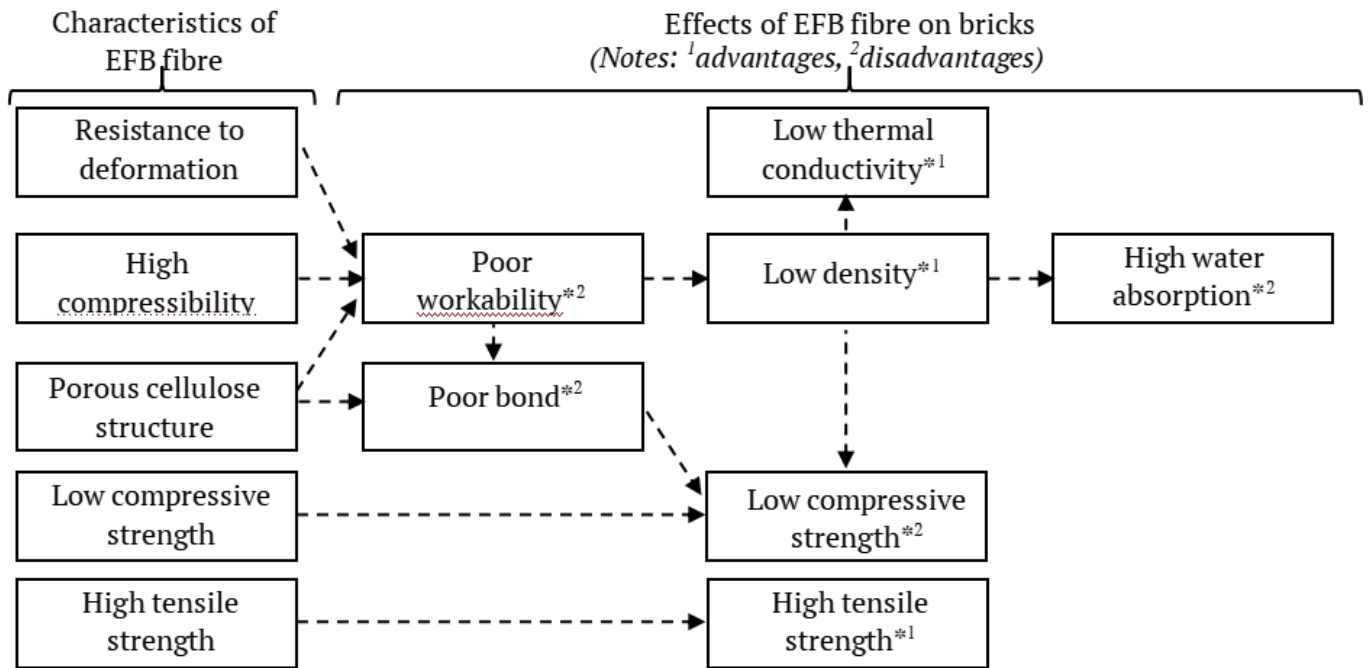 Characteristics of
EFB fibre
Effects of EFB fibre on bricks
(Notes: ¹advantages, ²disadvantages)
Resistance to
deformation
Low thermal
conductivity*¹
High
compressibility
Poor
workability*²
Low density*¹
High water
absorption*²
Porous cellulose
structure
Poor bond*²
Low compressive
strength
Low compressive
strength*²
High tensile
strength
High tensile
strength*¹